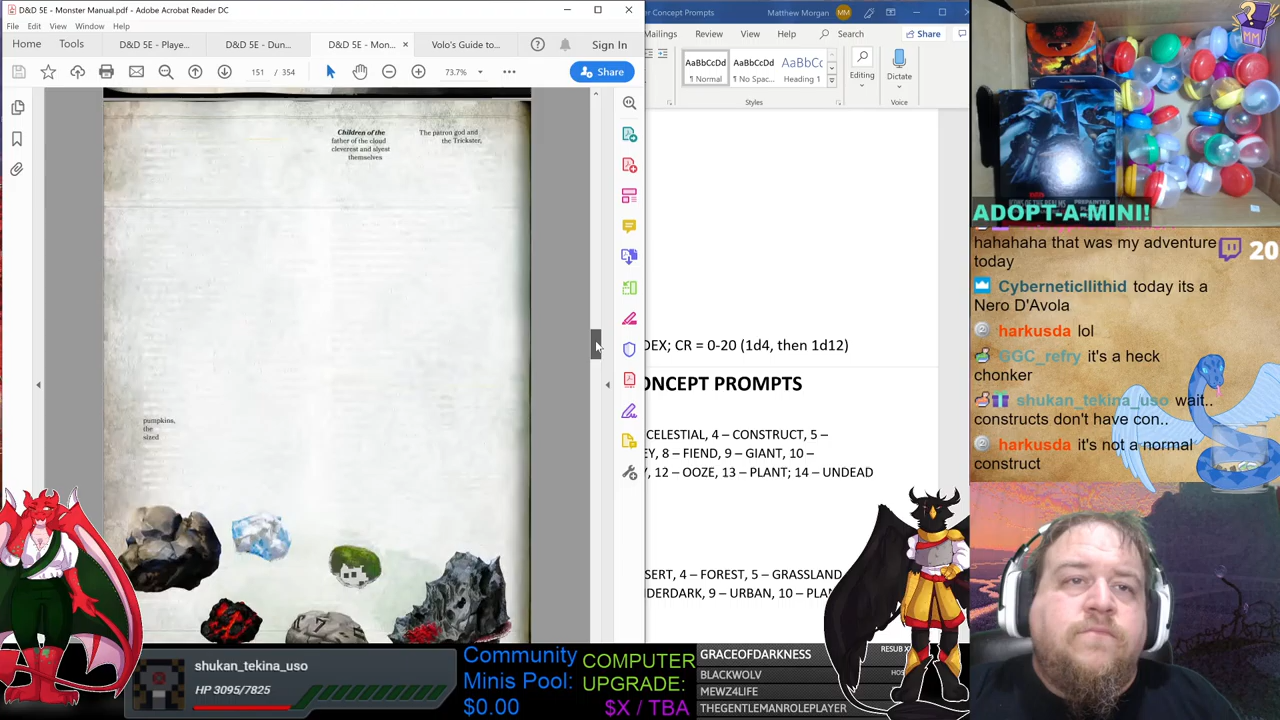 D&D 5E - Monster Manual.pdf - Adobe Acrobat Reader DC
File Edit View Window Help
Home Tools D&D 5E - Playe... D&D 5E - Dun... D&D 5E - Mon... × Volo's Guide to... Sign In
151 / 354 73.7% Share
Children of the
father of the cloud
cleverest and slyest
themselves
The patron god and
the Trickster,
pumpkins,
the
sized
er Concept Prompts Matthew Morgan MM
Mailings Review View Help Search Share
AaBbCcDd AaBbCcDd AaBbCc
¶ Normal ¶ No Spac... Heading 1
Editing Dictate
Styles Voice
DEX; CR = 0-20 (1d4, then 1d12)
ONCEPT PROMPTS
CELESTIAL, 4 – CONSTRUCT, 5 –
EY, 8 – FIEND, 9 – GIANT, 10 –
Y, 12 – OOZE, 13 – PLANT; 14 – UNDEAD
SERT, 4 – FOREST, 5 – GRASSLAND
DERDARK, 9 – URBAN, 10 – PLAN
MM
ADOPT-A-MINI!
20
hahahaha that was my adventure
today
CyberneticIllithid today its a
Nero D'Avola
harkusda lol
GGC_refry it's a heck
chonker
shukan_tekina_uso wait..
constructs don't have con..
harkusda it's not a normal
construct
shukan_tekina_uso
HP 3095/7825
Community
Minis Pool:
$0.00
COMPUTER
UPGRADE:
$X / TBA
GRACEOFDARKNESS RESUB X
BLACKWOLV HOS
MEWZ4LIFE
THEGENTLEMANROLEPLAYER